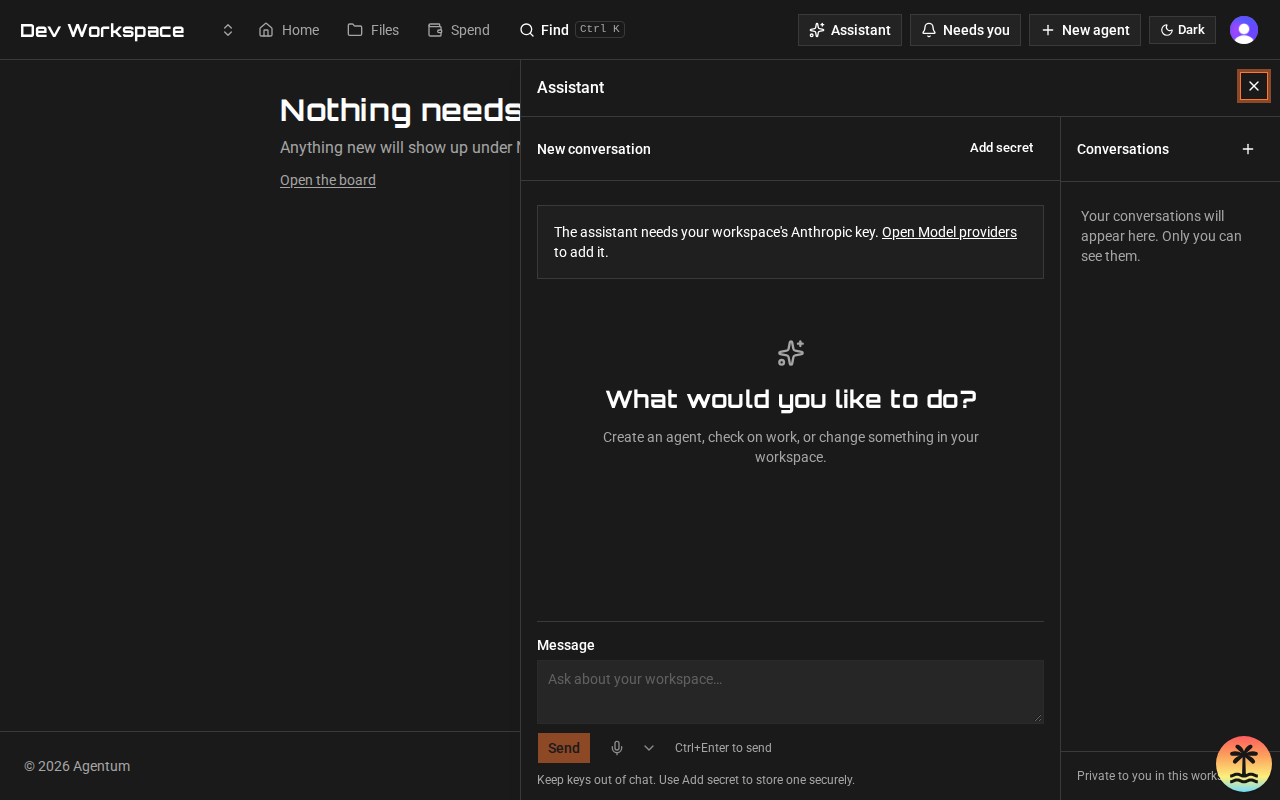 Dev Workspace
Home
Files
Spend
Find
Ctrl K
Assistant
Needs you
New agent
Dark
Nothing needs
Anything new will show up under
Open the board
Assistant
New conversation
Add secret
Conversations
The assistant needs your workspace's Anthropic key. Open Model providers
to add it.
Your conversations will
appear here. Only you can
see them.
What would you like to do?
Create an agent, check on work, or change something in your
workspace.
Message
Ask about your workspace…
Send
Ctrl+Enter to send
Keep keys out of chat. Use Add secret to store one securely.
Private to you in this
© 2026 Agentum